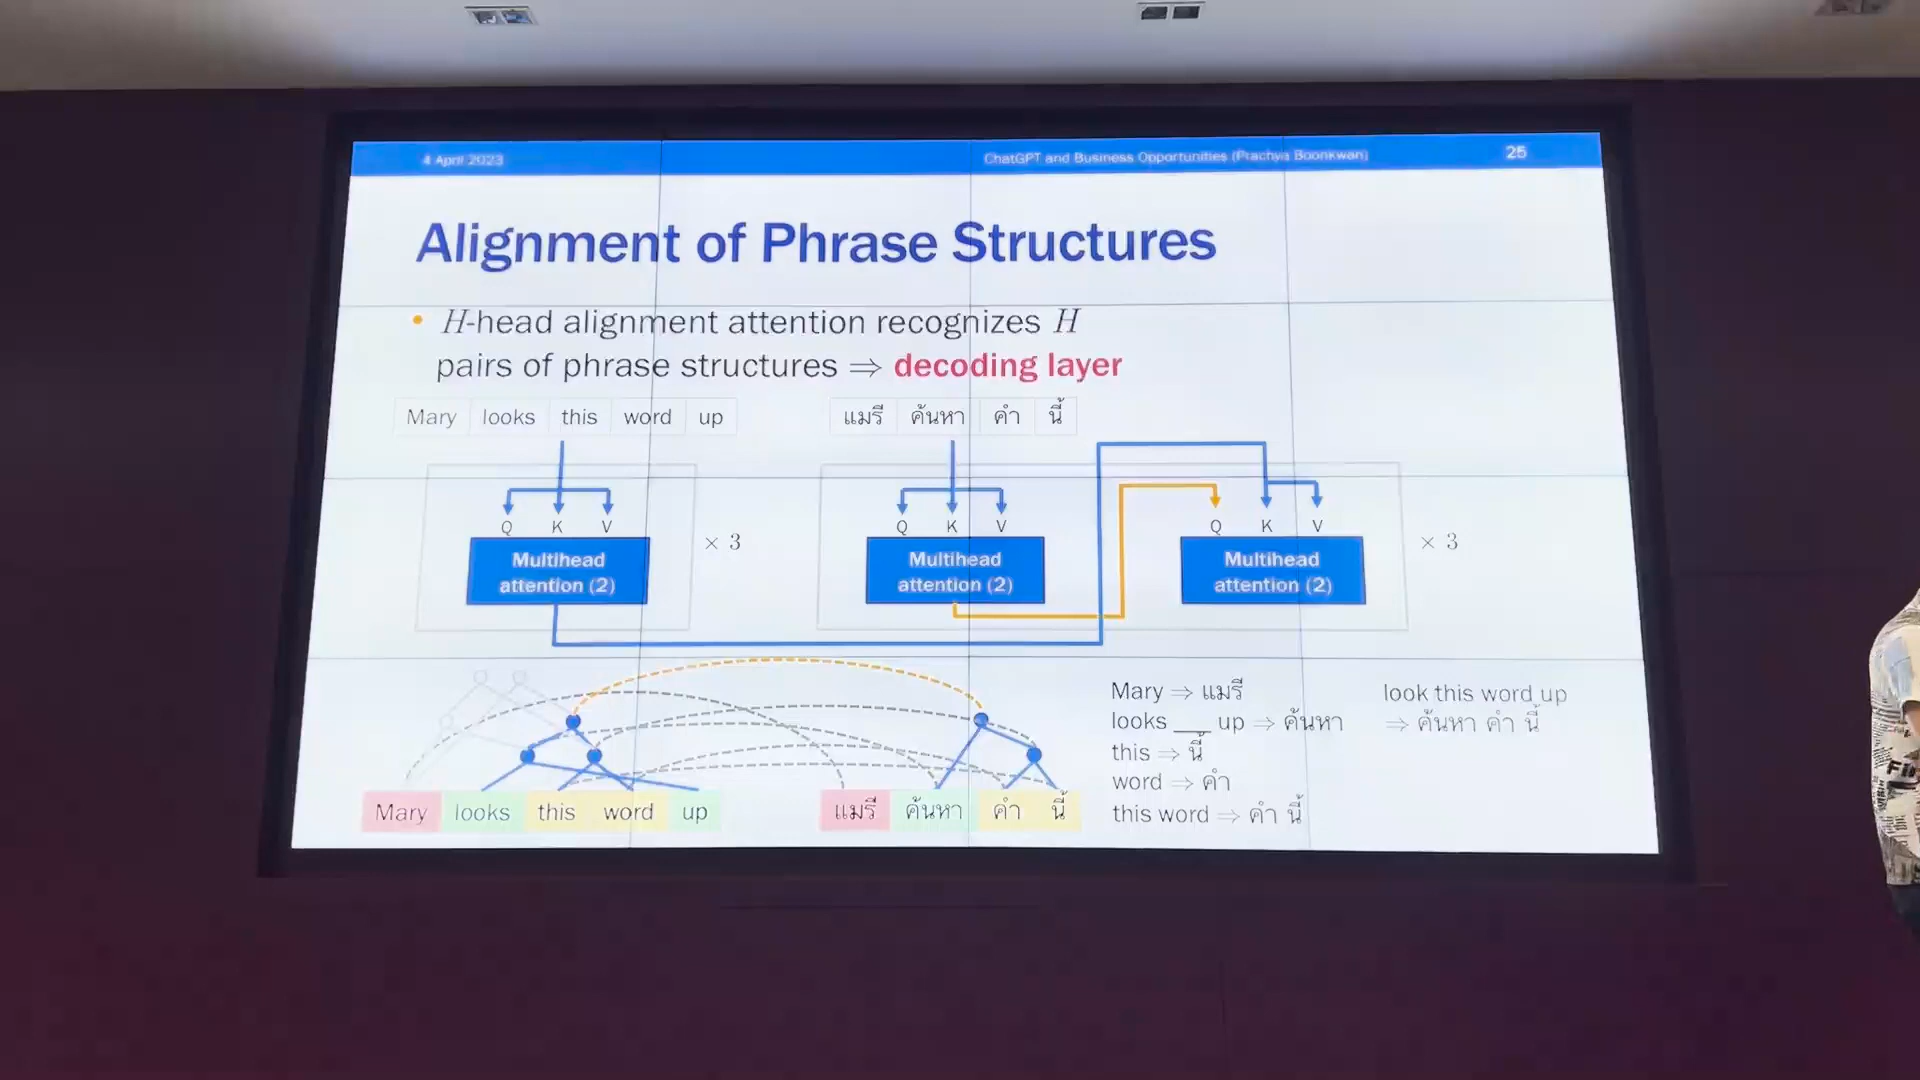 4 April 2023
ChatGPT and Business Opportunities (Prachya Boonkwan)
25
Alignment of Phrase Structures
• H-head alignment attention recognizes H
pairs of phrase structures ⇒ decoding layer
Mary looks this word up
แมรี ค้นหา คำ นี้
Q K V
Multihead
attention (2)
× 3
Q K V
Multihead
attention (2)
Q K V
Multihead
attention (2)
× 3
Mary looks this word up
แมรี ค้นหา คำ นี้
Mary ⇒ แมรี
looks ___ up ⇒ ค้นหา
this ⇒ นี้
word ⇒ คำ
this word ⇒ คำ นี้
look this word up
⇒ ค้นหา คำ นี้